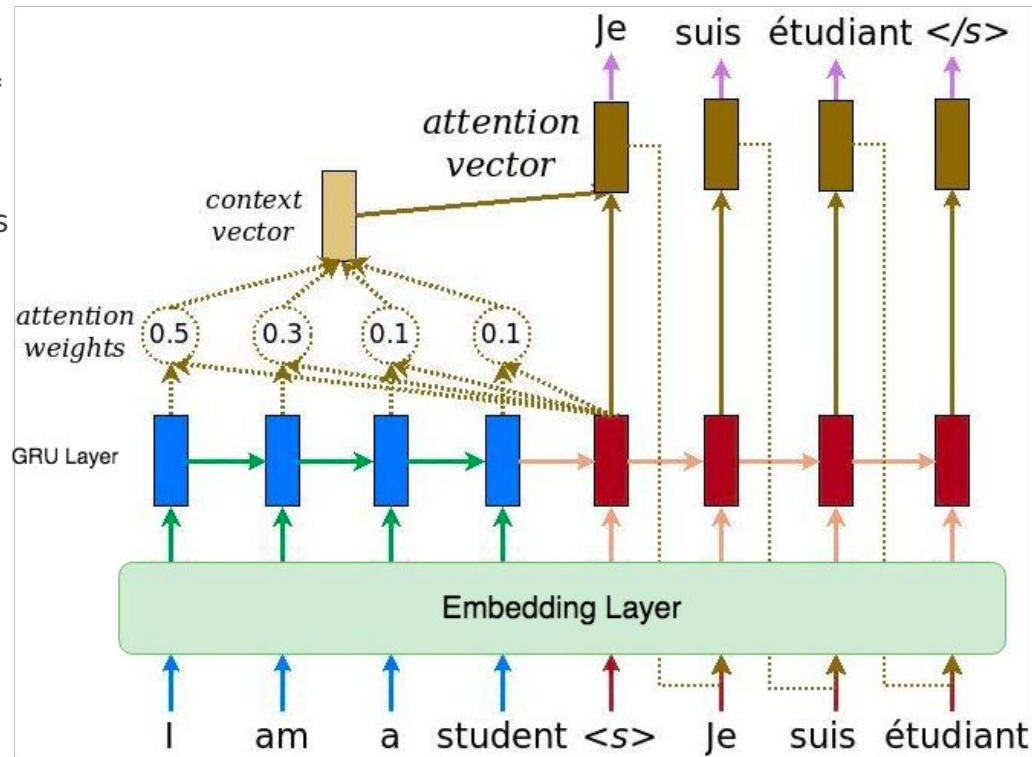 Je suis étudiant </s>
attention
vector
context
vector
s
attention
weights
0.5 0.3 0.1 0.1
GRU Layer
Embedding Layer
I am a student <s> Je suis étudiant